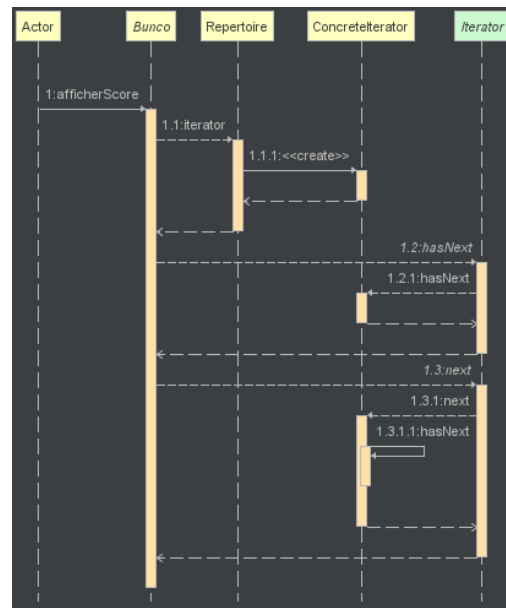 Actor
Bunco
Repertoire
ConcreteIterator
Iterator
1:afficherScore
1.1:iterator
1.1.1:<<create>>
1.2:hasNext
1.2.1:hasNext
1.3:next
1.3.1:next
1.3.1.1:hasNext